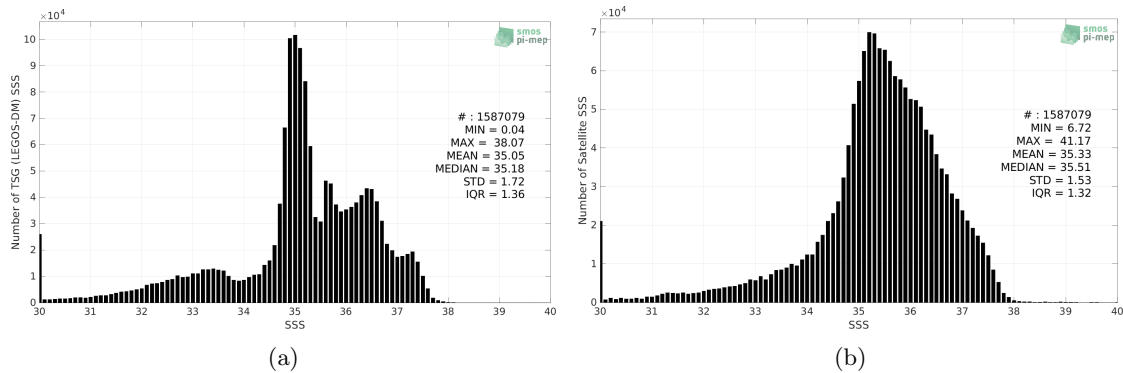 ×10⁴
10
9
8
7
6
5
4
3
2
1
0
Number of TSG (LEGOS-DM) SSS
30 31 32 33 34 35 36 37 38 39 40
SSS
smos
pi-mep
# : 1587079
MIN = 0.04
MAX = 38.07
MEAN = 35.05
MEDIAN = 35.18
STD = 1.72
IQR = 1.36
(a)
×10⁴
7
6
5
4
3
2
1
0
Number of Satellite SSS
30 31 32 33 34 35 36 37 38 39 40
SSS
smos
pi-mep
# : 1587079
MIN = 6.72
MAX = 41.17
MEAN = 35.33
MEDIAN = 35.51
STD = 1.53
IQR = 1.32
(b)